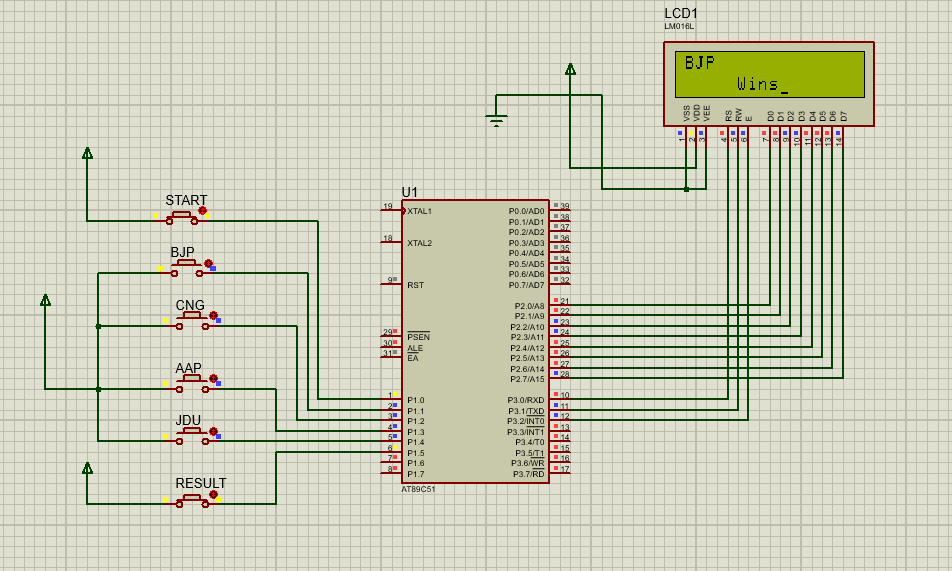 LCD1
LM016L
BJP
Wins_
VSS VDD VEE RS RW E D0 D1 D2 D3 D4 D5 D6 D7
1 2 3 4 5 6 7 8 9 10 11 12 13 14
START
BJP
CNG
AAP
JDU
RESULT
U1
19 XTAL1 P0.0/AD0 39
P0.1/AD1 38
P0.2/AD2 37
18 XTAL2 P0.3/AD3 36
P0.4/AD4 35
P0.5/AD5 34
P0.6/AD6 33
9 RST P0.7/AD7 32
P2.0/A8 21
P2.1/A9 22
P2.2/A10 23
29 PSEN P2.3/A11 24
30 ALE P2.4/A12 25
31 EA P2.5/A13 26
P2.6/A14 27
P2.7/A15 28
1 P1.0 P3.0/RXD 10
2 P1.1 P3.1/TXD 11
3 P1.2 P3.2/INT0 12
4 P1.3 P3.3/INT1 13
5 P1.4 P3.4/T0 14
6 P1.5 P3.5/T1 15
7 P1.6 P3.6/WR 16
8 P1.7 P3.7/RD 17
AT89C51